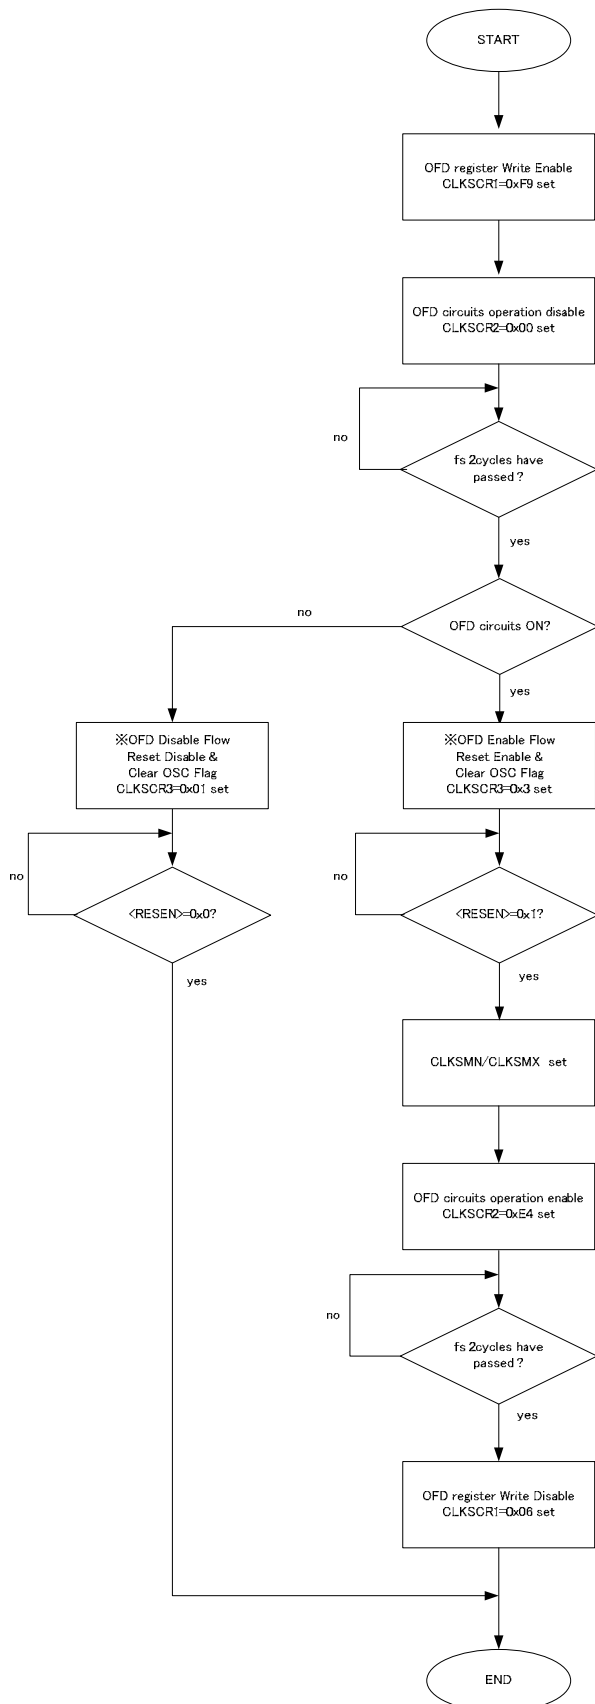 START
OFD register Write Enable
CLKSCR1=0xF9 set
OFD circuits operation disable
CLKSCR2=0x00 set
no
fs 2cycles have
passed?
yes
no
OFD circuits ON?
yes
※OFD Disable Flow
Reset Disable &
Clear OSC Flag
CLKSCR3=0x01 set
※OFD Enable Flow
Reset Enable &
Clear OSC Flag
CLKSCR3=0x3 set
no
<RESEN>=0x0?
yes
no
<RESEN>=0x1?
yes
CLKSMN/CLKSMX set
OFD circuits operation enable
CLKSCR2=0xE4 set
no
fs 2cycles have
passed?
yes
OFD register Write Disable
CLKSCR1=0x06 set
END